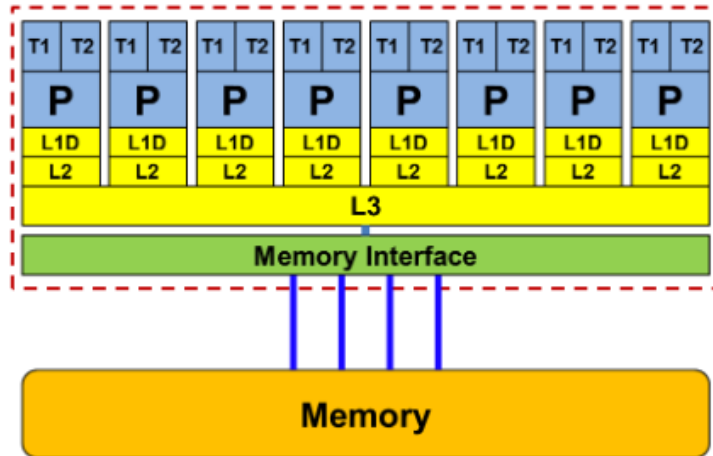 T1 T2 T1 T2 T1 T2 T1 T2 T1 T2 T1 T2 T1 T2 T1 T2
P P P P P P P P
L1D L1D L1D L1D L1D L1D L1D L1D
L2 L2 L2 L2 L2 L2 L2 L2
L3
Memory Interface
Memory